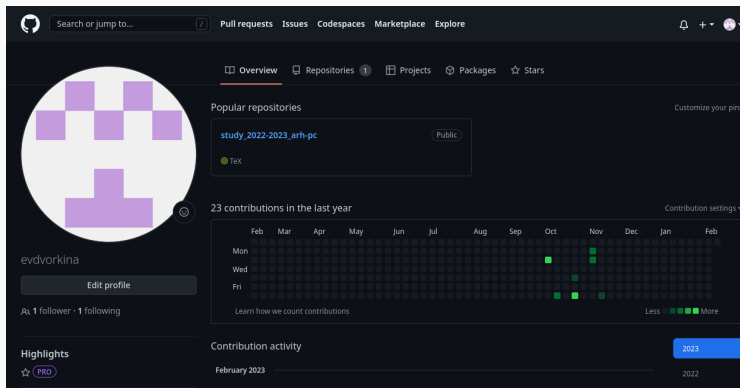 Search or jump to... /
Pull requests Issues Codespaces Marketplace Explore
Overview Repositories 1 Projects Packages Stars
Popular repositories
Customize your pins
study_2022-2023_arh-pc Public
TeX
23 contributions in the last year
Contribution settings
Feb Mar Apr May Jun Jul Aug Sep Oct Nov Dec Jan Feb
Mon
Wed
Fri
Learn how we count contributions
Less More
evdvorkina
Edit profile
1 follower · 1 following
Highlights
PRO
Contribution activity
2023
February 2023
2022